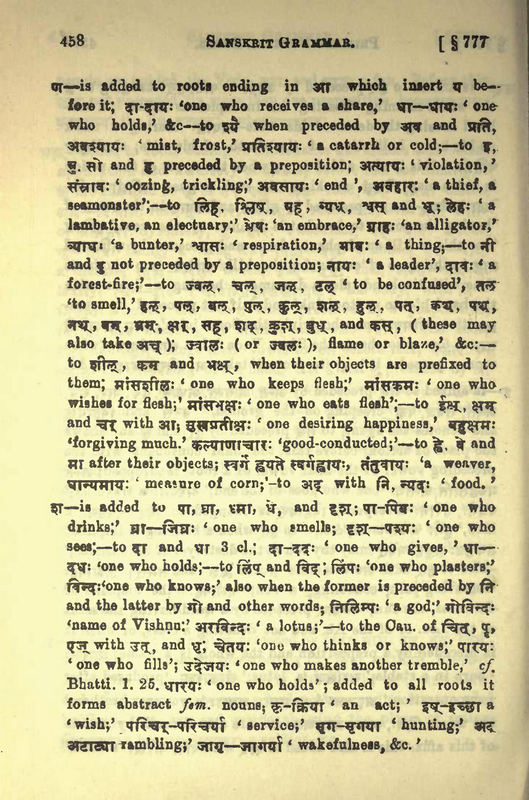 458 SANSKRIT GRAMMAR. [ § 777
ण—is added to roots ending in आ which insert य be-
fore it; दा-दायः 'one who receives a share,' धा—धायः 'one
who holds,' &c—to श्यै when preceded by अव and प्रति,
अवश्यायः 'mist, frost,' प्रतिश्यायः 'a catarrh or cold;—to हृ,
स्रु, सो and इ preceded by a preposition; अत्यायः 'violation,'
संस्रावः 'oozing, trickling;' अवसायः 'end', अवहारः 'a thief, a
seamonster';—to लिह्, श्लिष्, ग्रह्, व्यध्, श्वस् and भू; लेहः 'a
lambative, an electuary;' श्लेषः 'an embrace,' ग्राहः 'an alligator,'
व्याधः 'a hunter,' श्वासः 'respiration,' भावः 'a thing;—to नी
and दु not preceded by a preposition; नायः 'a leader', दावः 'a
forest-fire;'—to ज्वल्, चल्, जल्, टल् 'to be confused', तल
'to smell,' हल्, पल्, बल्, पुल्, कुल्, शल्, हुल्, पत्, कथ्, पथ्,
मथ्, वम्, भ्रम्, क्षर्, सह्, शद्, क्रुश्, बुध्, and कस्, ( these may
also take अच् ); ज्वालः ( or ज्वलः ), flame or blaze,' &c:—
to शील्, कम and भक्ष्, when their objects are prefixed to
them; मांसशीलः 'one who keeps flesh;' मांसकामः 'one who
wishes for flesh;' मांसभक्षः 'one who eats flesh';—to ईक्ष्, क्षम्
and चर् with आ; सुखप्रतीक्षः 'one desiring happiness,' बहुक्षमः
'forgiving much.' कल्याणाचार 'good-conducted;'—to ह्वे, वे and
मा after their objects; स्वर्गं ह्वयते स्वर्गह्वायः, तंतुवायः 'a weaver,
धान्यमायः 'measure of corn;'-to अद् with नि, न्यादः 'food.'
श—is added to पा, घ्रा, ध्मा, धे, and दृश्; पा-पिबः 'one who
drinks;' घ्रा—जिघ्रः 'one who smells; दृश्—पश्यः 'one who
sees;—to दा and धा 3 cl.; दा-ददः 'one who gives,' धा—
दधः 'one who holds;—to लिंप् and विद्; लिंपः 'one who plasters;'
विन्दः'one who knows;' also when the former is preceded by नि
and the latter by गो and other words; निलिम्पः 'a god;' गोविन्दः
'name of Vishṇu;' अरविन्दः 'a lotus;'—to the Cau. of चित्, पॄ,
एज् with उत्, and धृ; चेतयः 'one who thinks or knows;' पारयः
'one who fills'; उदेजयः 'one who makes another tremble,' cf.
Bhatti. 1. 25. धारयः 'one who holds'; added to all roots it
forms abstract fem. nouns; कृ-क्रिया 'an act;' इष्-इच्छा a
'wish;' परिचर्-परिचर्या 'service;' मृग-मृगया 'hunting;' अट्
अटाट्या rambling;' जागृ—जागर्या 'wakefulness, &c.'